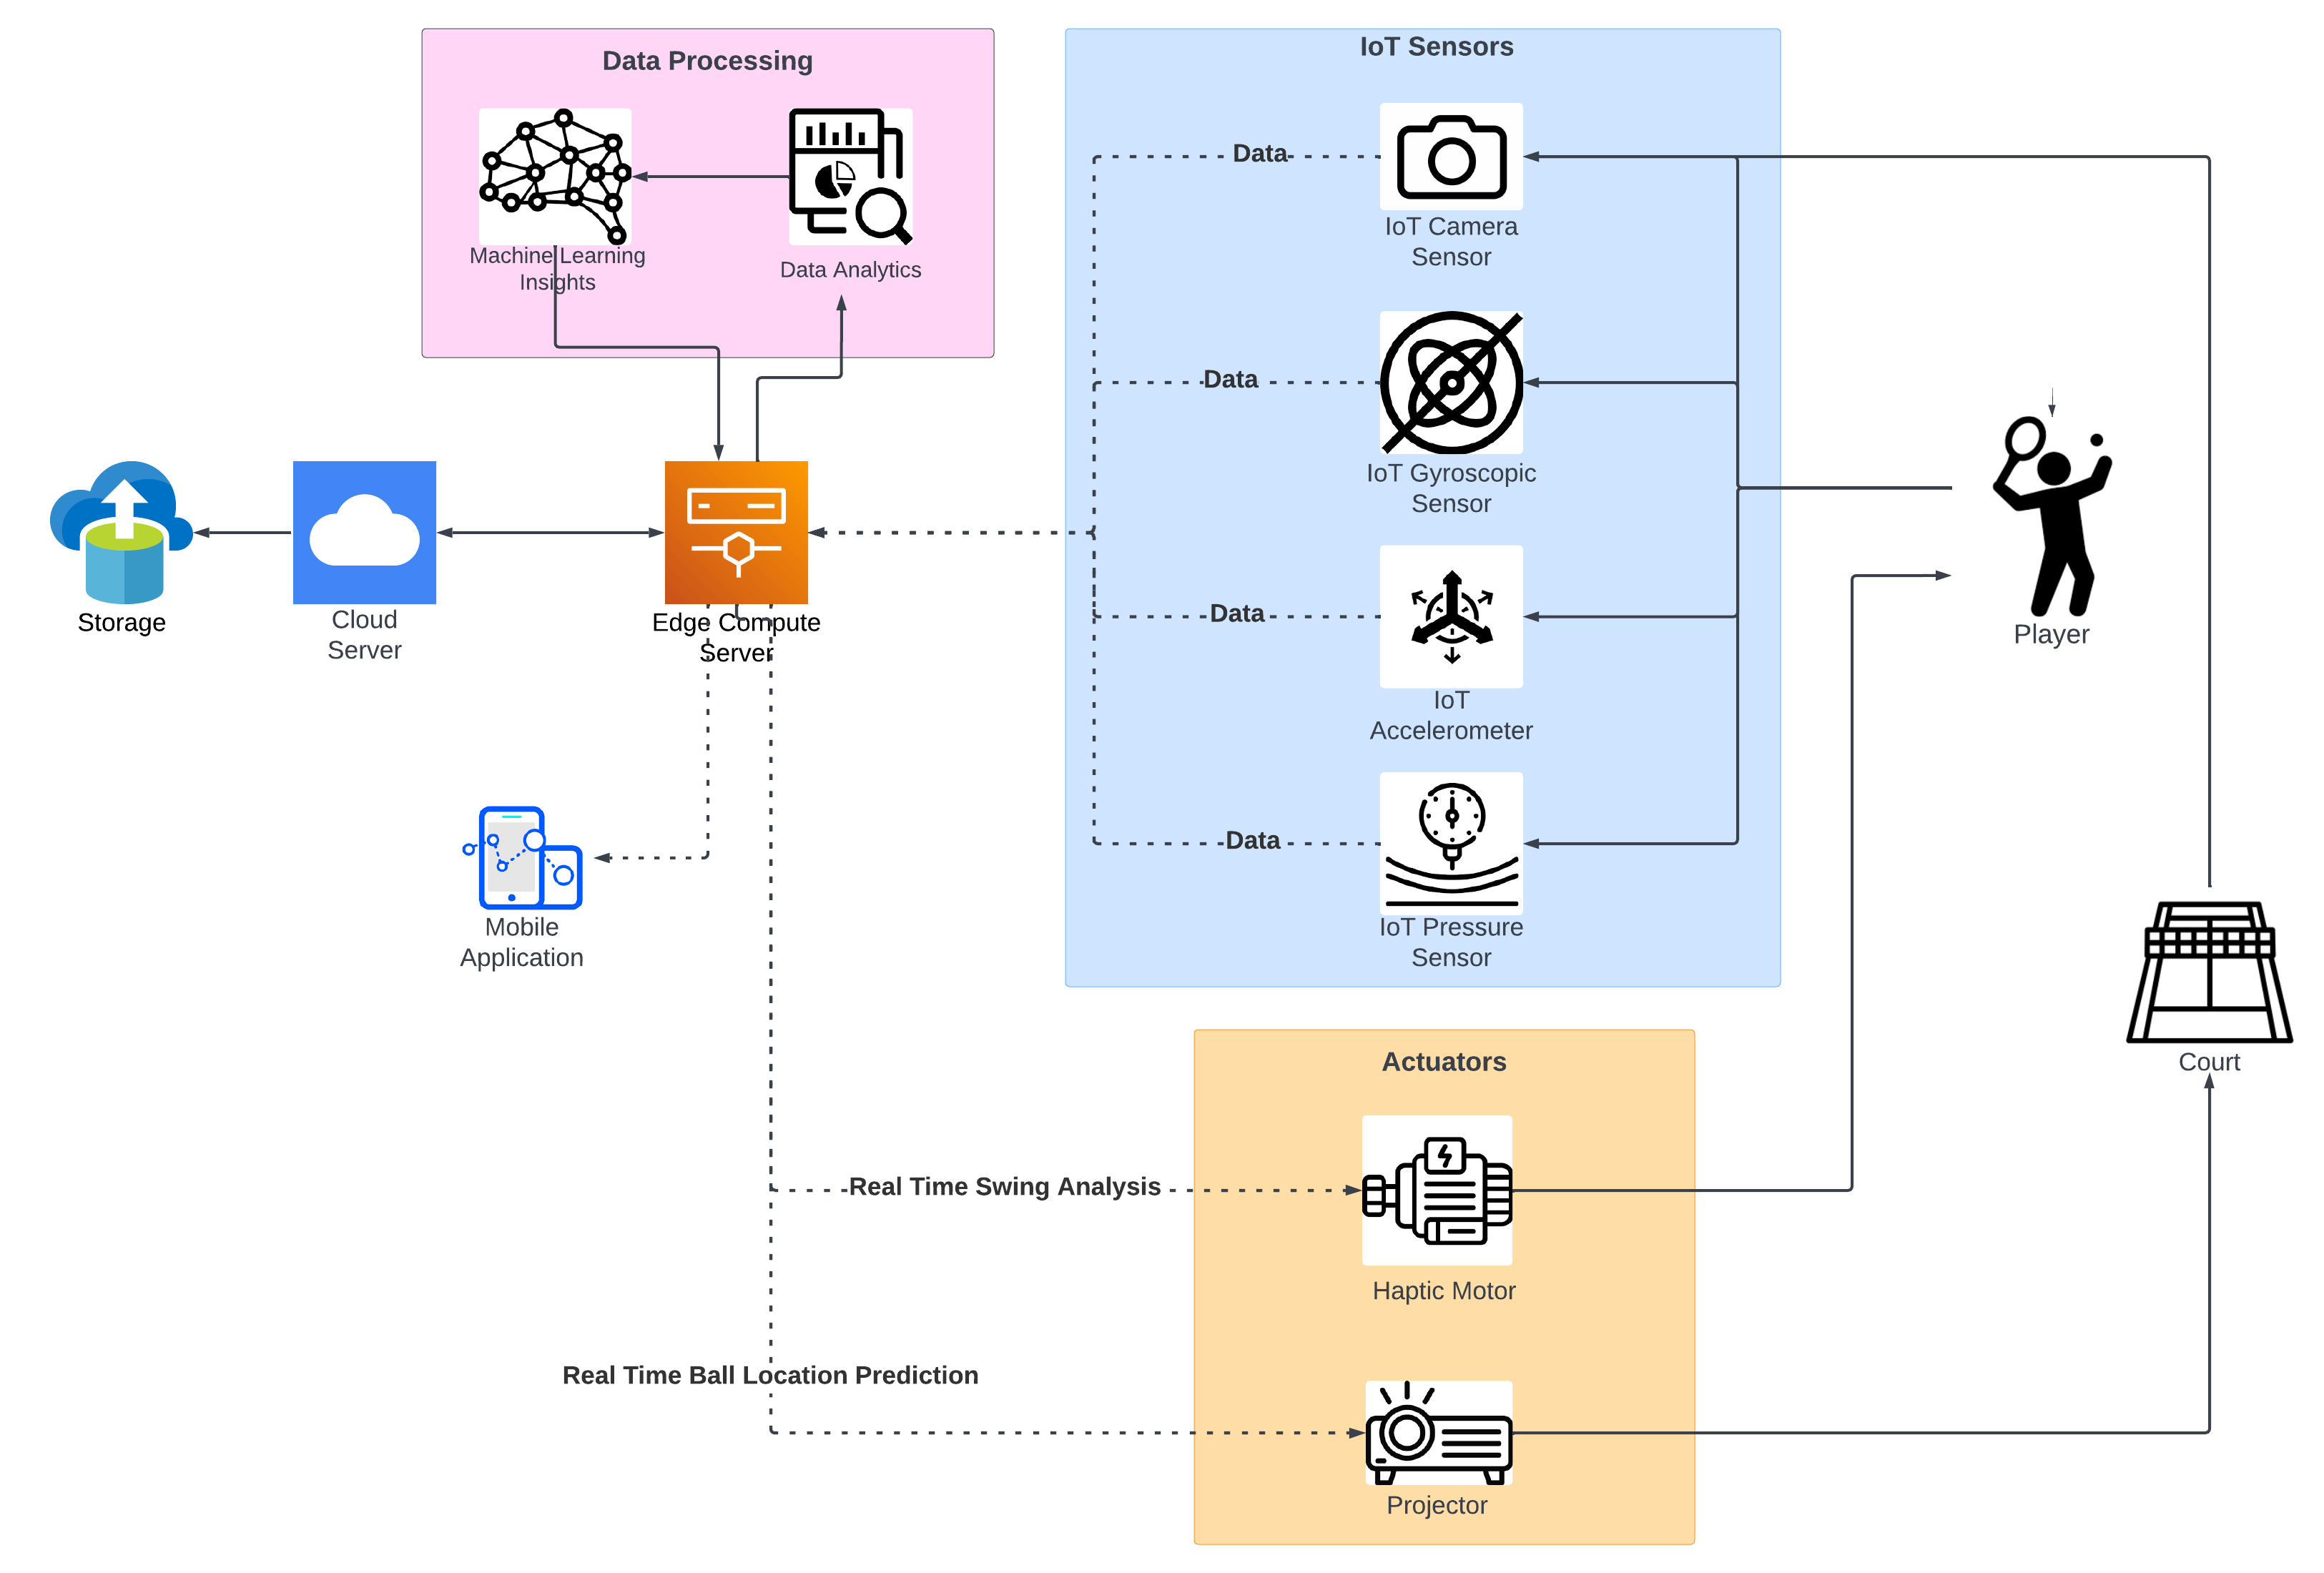 Data Processing
Machine Learning
Insights
Data Analytics
IoT Sensors
Data
IoT Camera
Sensor
Data
IoT Gyroscopic
Sensor
Data
IoT
Accelerometer
Data
IoT Pressure
Sensor
Player
Court
Storage
Cloud
Server
Edge Compute
Server
Mobile
Application
Actuators
Real Time Swing Analysis
Haptic Motor
Real Time Ball Location Prediction
Projector